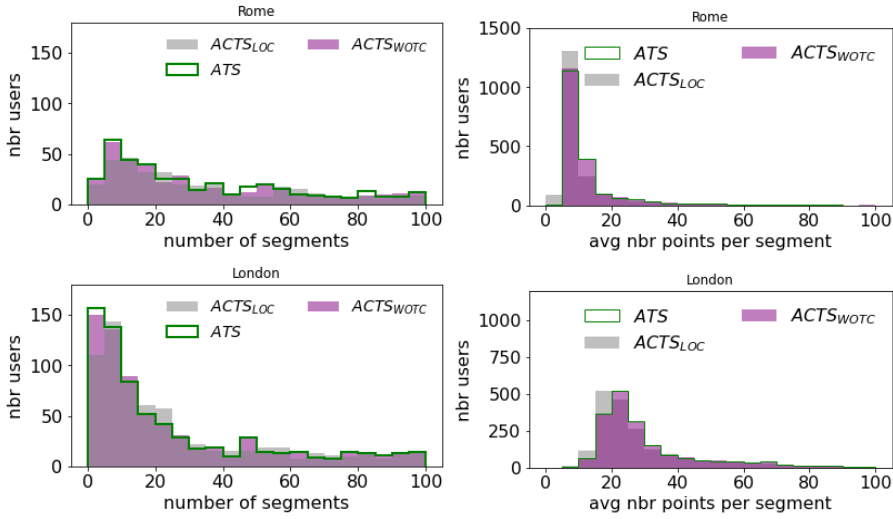 Rome
ACTS_LOC ACTS_WOTC
ATS
nbr users
150
100
50
0
0 20 40 60 80 100
number of segments
Rome
ATS ACTS_WOTC
ACTS_LOC
nbr users
1500
1000
500
0
0 20 40 60 80 100
avg nbr points per segment
London
ACTS_LOC ACTS_WOTC
ATS
nbr users
150
100
50
0
0 20 40 60 80 100
number of segments
London
ATS ACTS_WOTC
ACTS_LOC
nbr users
1000
750
500
250
0
0 20 40 60 80 100
avg nbr points per segment